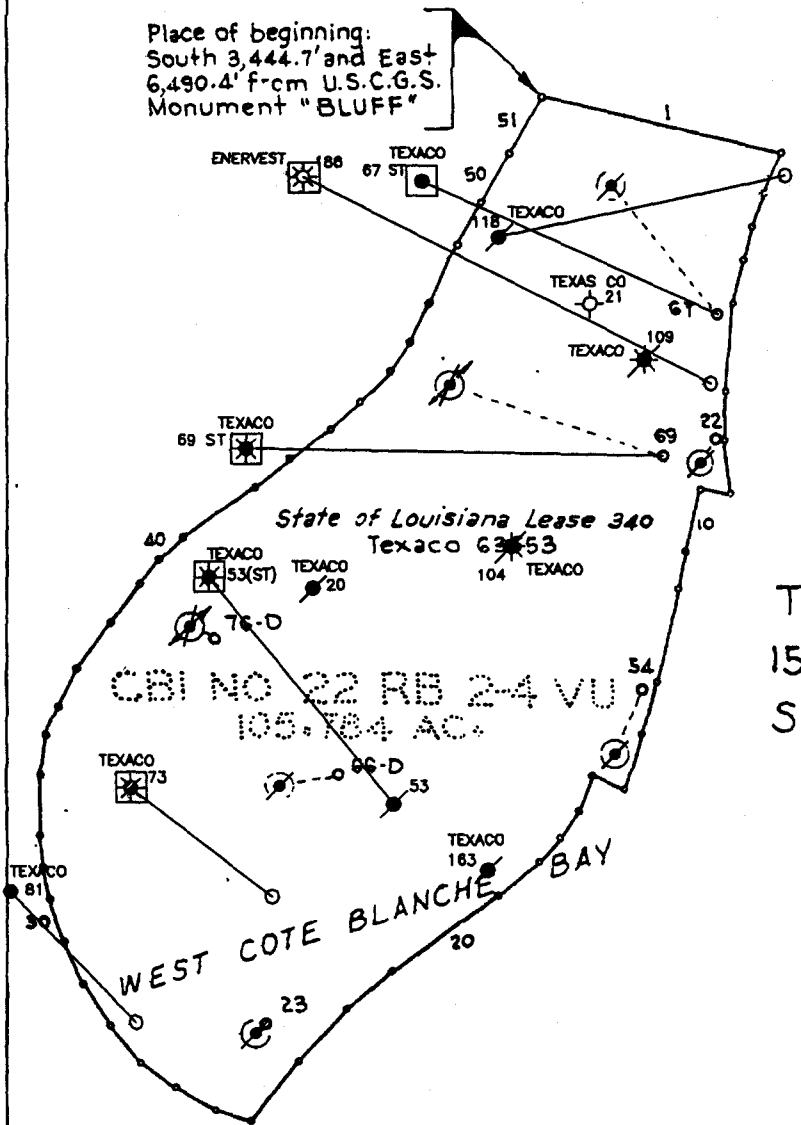 Place of beginning:
South 3,444.7' and East
6,490.4' from U.S.C.G.S.
Monument "BLUFF"
51
1
ENERVEST 186
TEXACO
67 ST
50
118 TEXACO
TEXAS CO
21
67
109
TEXACO
TEXACO
69 ST
69
22
10
State of Louisiana Lease 340
Texaco 63 53
104 TEXACO
40
TEXACO
53(ST)
TEXACO
20
76-D
54
CBI NO 22 RB 2-4 VU
105.784 AC.
T
15
S
TEXACO
73
66-D
53
TEXACO
163
TEXACO
81
30
WEST COTE BLANCHE BAY
20
23